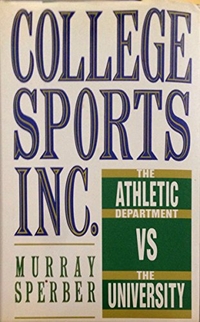 COLLEGE
SPORTS
INC.
THE
ATHLETIC
DEPARTMENT
VS
THE
UNIVERSITY
MURRAY
SPERBER